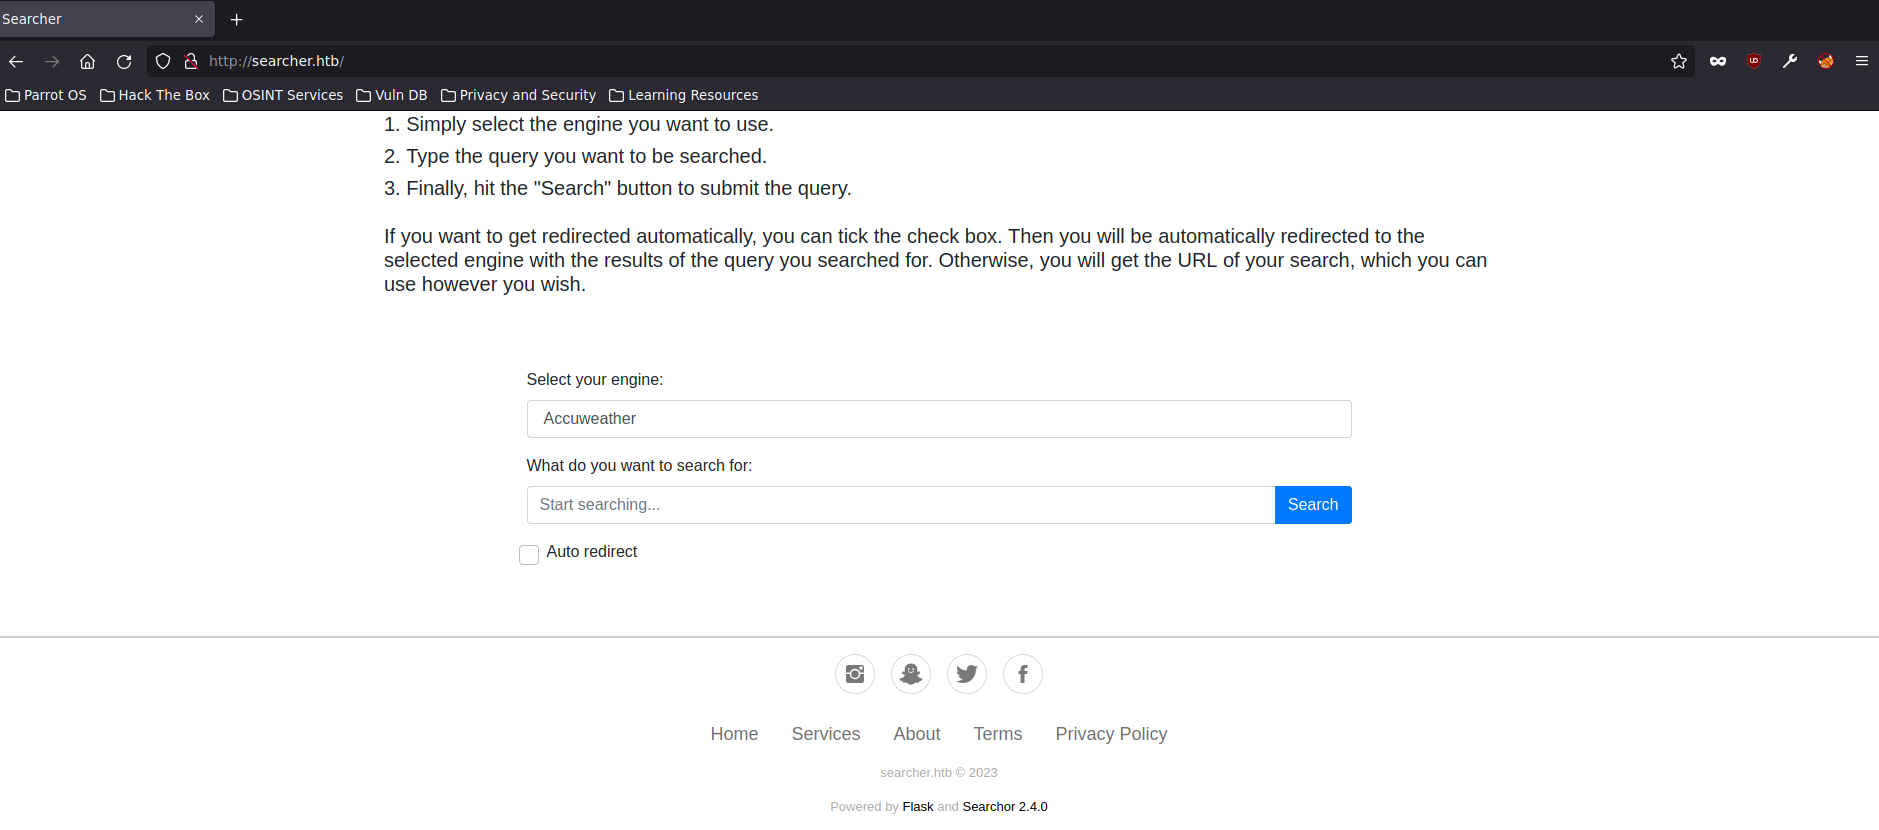 Searcher
http://searcher.htb/
Parrot OS Hack The Box OSINT Services Vuln DB Privacy and Security Learning Resources
1. Simply select the engine you want to use.
2. Type the query you want to be searched.
3. Finally, hit the "Search" button to submit the query.
If you want to get redirected automatically, you can tick the check box. Then you will be automatically redirected to the
selected engine with the results of the query you searched for. Otherwise, you will get the URL of your search, which you can
use however you wish.
Select your engine:
Accuweather
What do you want to search for:
Start searching... Search
Auto redirect
Home Services About Terms Privacy Policy
searcher.htb © 2023
Powered by Flask and Searchor 2.4.0